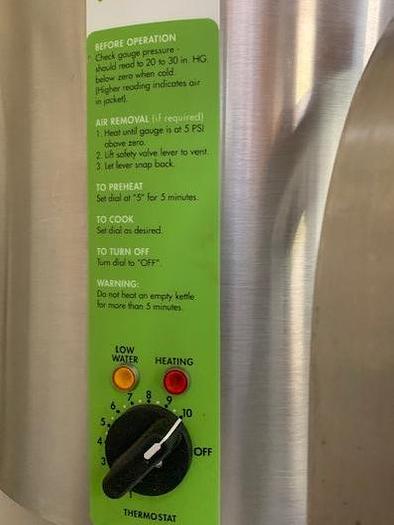 BEFORE OPERATION
Check gauge pressure -
should read to 20 to 30 in. HG
below zero when cold.
(Higher reading indicates air
in jacket).
AIR REMOVAL (if required)
1. Heat until gauge is at 5 PSI
above zero.
2. Lift safety valve lever to vent.
3. Let lever snap back.
TO PREHEAT
Set dial at "5" for 5 minutes.
TO COOK
Set dial as desired.
TO TURN OFF
Turn dial to "OFF".
WARNING:
Do not heat an empty kettle
for more than 5 minutes.
LOW
WATER
HEATING
1
3
4
5
6
7
8
9
10
OFF
THERMOSTAT